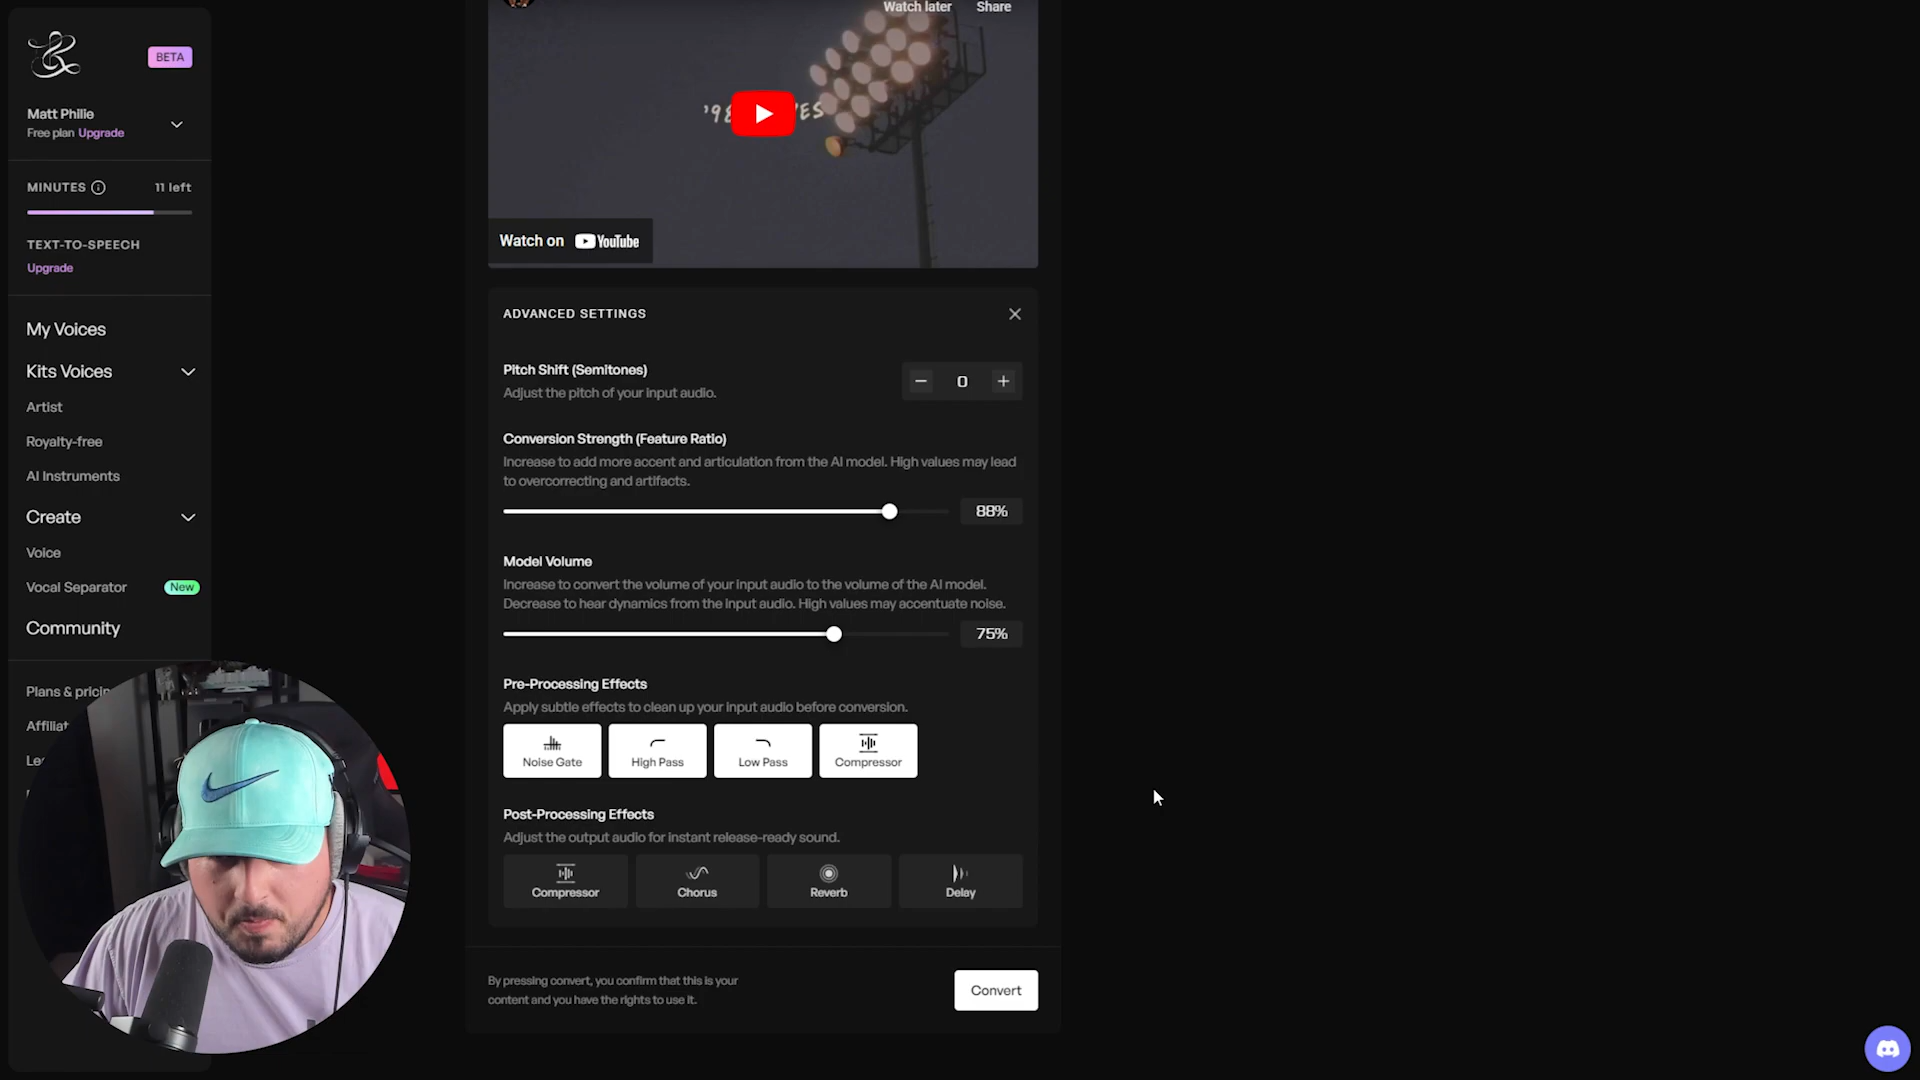 BETA
Matt Philie
Free plan Upgrade
MINUTES 11 left
TEXT-TO-SPEECH
Upgrade
My Voices
Kits Voices
Artist
Royalty-free
AI Instruments
Create
Voice
Vocal Separator New
Community
Plans & pricin
Affiliat
Le
Watch later Share
Watch on YouTube
ADVANCED SETTINGS
Pitch Shift (Semitones)
Adjust the pitch of your input audio.
0
Conversion Strength (Feature Ratio)
Increase to add more accent and articulation from the AI model. High values may lead
to overcorrecting and artifacts.
88%
Model Volume
Increase to convert the volume of your input audio to the volume of the AI model.
Decrease to hear dynamics from the input audio. High values may accentuate noise.
75%
Pre-Processing Effects
Apply subtle effects to clean up your input audio before conversion.
Noise Gate High Pass Low Pass Compressor
Post-Processing Effects
Adjust the output audio for instant release-ready sound.
Compressor Chorus Reverb Delay
By pressing convert, you confirm that this is your
content and you have the rights to use it.
Convert